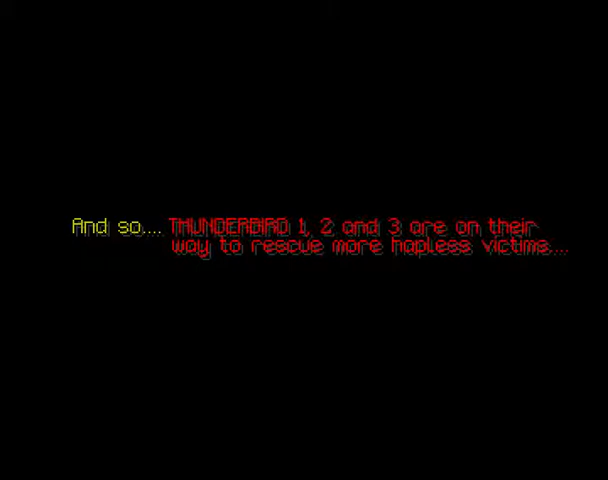 And so.... THUNDERBIRD 1, 2 and 3 are on their
way to rescue more hapless victims....